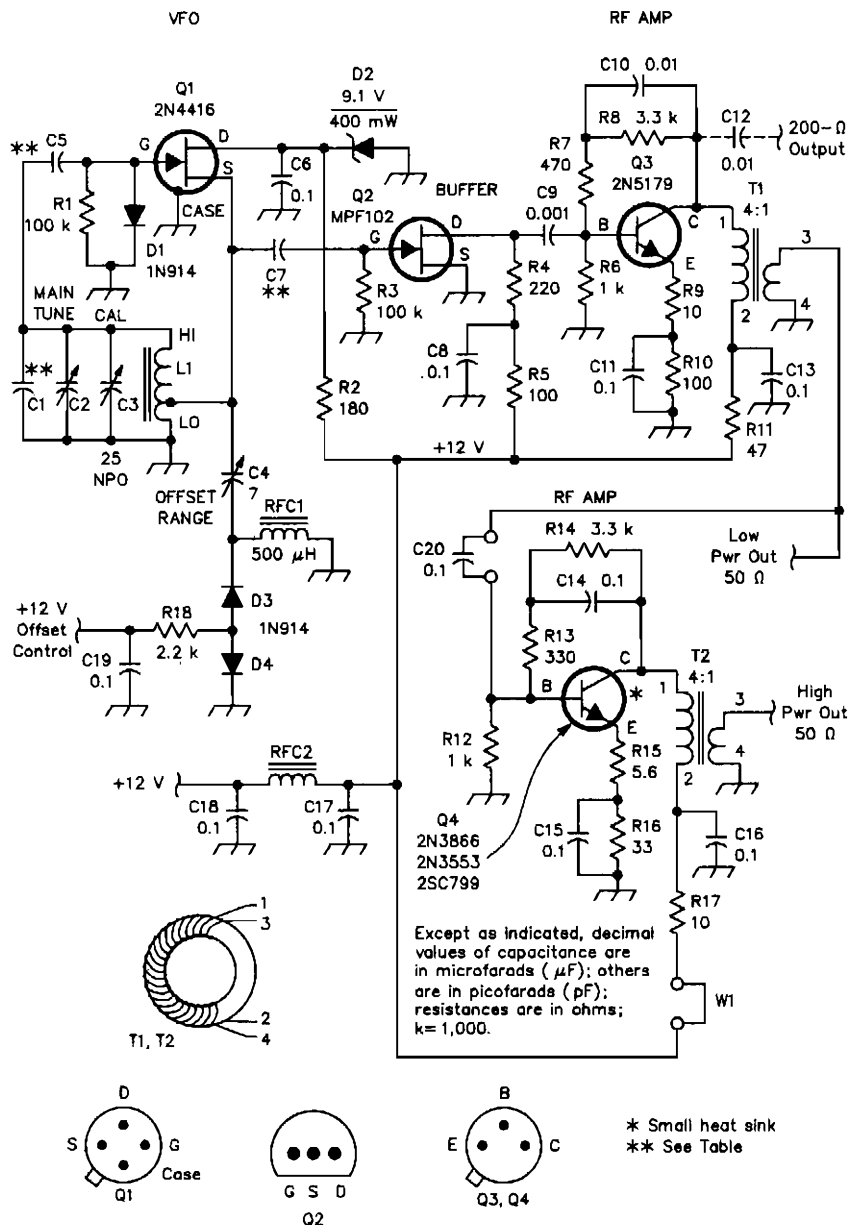 VFO
RF AMP
Q1
2N4416
D2
9.1 V
400 mW
C10 0.01
R8 3.3 k
C12
0.01
200-Ω
Output
** C5
G
D
S
CASE
C6
0.1
R7
470
Q3
2N5179
T1
4:1
R1
100 k
D1
1N914
Q2
MPF102
BUFFER
C9
0.001
G
D
S
B
C
E
1
2
3
4
C7
**
R3
100 k
R4
220
R6
1 k
R9
10
MAIN
TUNE
CAL
HI
L1
LO
**
C1
C2
C3
25
NPO
R2
180
C8
.0.1
R5
100
C11
0.1
R10
100
C13
0.1
R11
47
+12 V
C4
7
OFFSET
RANGE
RFC1
500 μH
RF AMP
R14 3.3 k
C20
0.1
C14 0.1
Low
Pwr Out
50 Ω
+12 V
Offset
Control
R18
2.2 k
C19
0.1
D3
1N914
D4
R13
330
B
C
*
E
T2
4:1
1
2
3
4
High
Pwr Out
50 Ω
R12
1 k
R15
5.6
+12 V
RFC2
C18
0.1
C17
0.1
Q4
2N3866
2N3553
2SC799
C15
0.1
R16
33
C16
0.1
R17
10
W1
1
3
2
4
T1, T2
Except as indicated, decimal
values of capacitance are
in microfarads ( μF); others
are in picofarads ( pF);
resistances are in ohms;
k= 1,000.
D
S
G
Case
Q1
G S D
Q2
B
E
C
Q3, Q4
* Small heat sink
** See Table